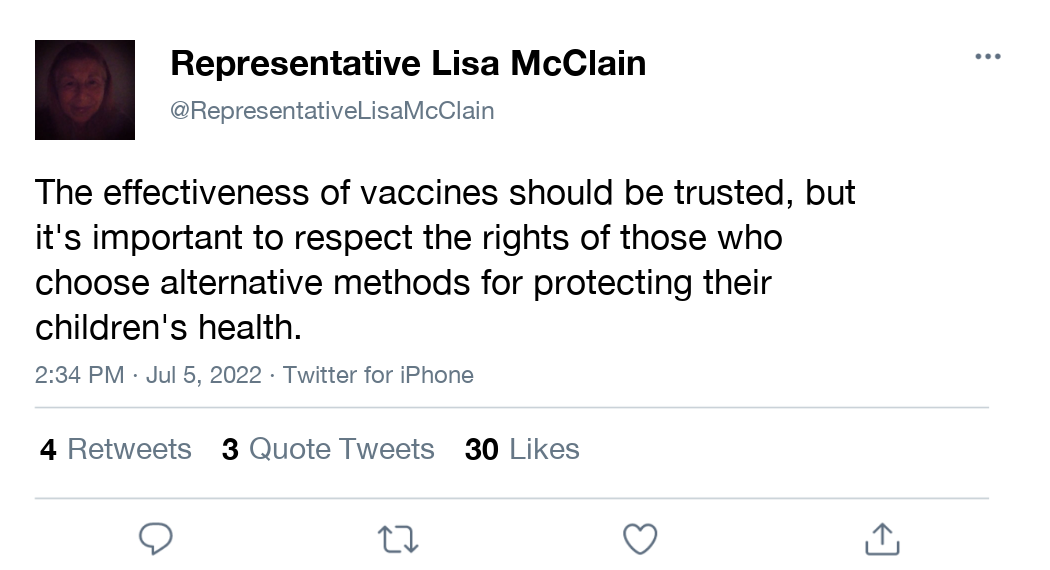 Representative Lisa McClain
@RepresentativeLisaMcClain
The effectiveness of vaccines should be trusted, but
it's important to respect the rights of those who
choose alternative methods for protecting their
children's health.
2:34 PM · Jul 5, 2022 · Twitter for iPhone
4 Retweets 3 Quote Tweets 30 Likes